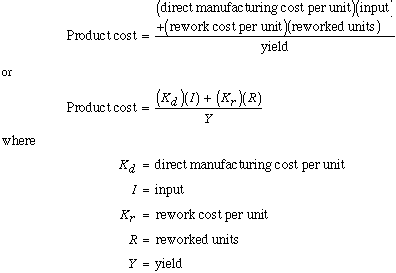 (direct manufacturing cost per unit)(input)
Product cost = +(rework cost per unit)(reworked units)
yield
or
Product cost = (K_d)(I) + (K_r)(R)
Y
where
K_d = direct manufacturing cost per unit
I = input
K_r = rework cost per unit
R = reworked units
Y = yield